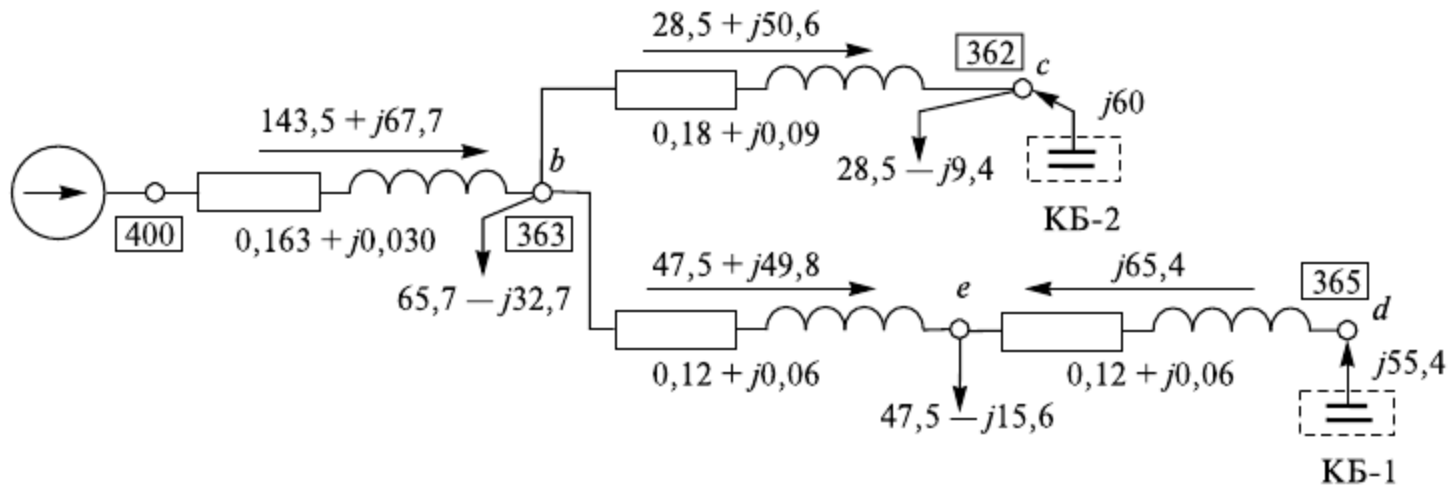 28,5 + j50,6
362
c
j60
143,5 + j67,7
b
0,18 + j0,09
28,5 — j9,4
КБ-2
400
0,163 + j0,030
363
65,7 — j32,7
47,5 + j49,8
e
j65,4
365
d
0,12 + j0,06
0,12 + j0,06
j55,4
47,5 — j15,6
КБ-1